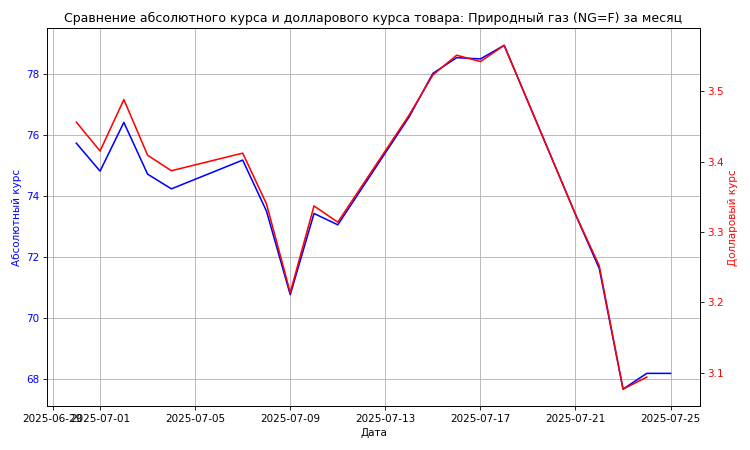 Сравнение абсолютного курса и долларового курса товара: Природный газ (NG=F) за месяц
Абсолютный курс
78
76
74
72
70
68
3.5
3.4
3.3
3.2
3.1
Долларовый курс
2025-06-29 2025-07-01 2025-07-05 2025-07-09 2025-07-13 2025-07-17 2025-07-21 2025-07-25
Дата